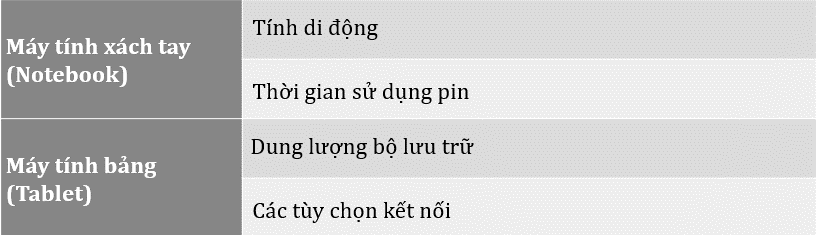 Máy tính xách tay
(Notebook)
Tính di động
Thời gian sử dụng pin
Máy tính bảng
(Tablet)
Dung lượng bộ lưu trữ
Các tùy chọn kết nối